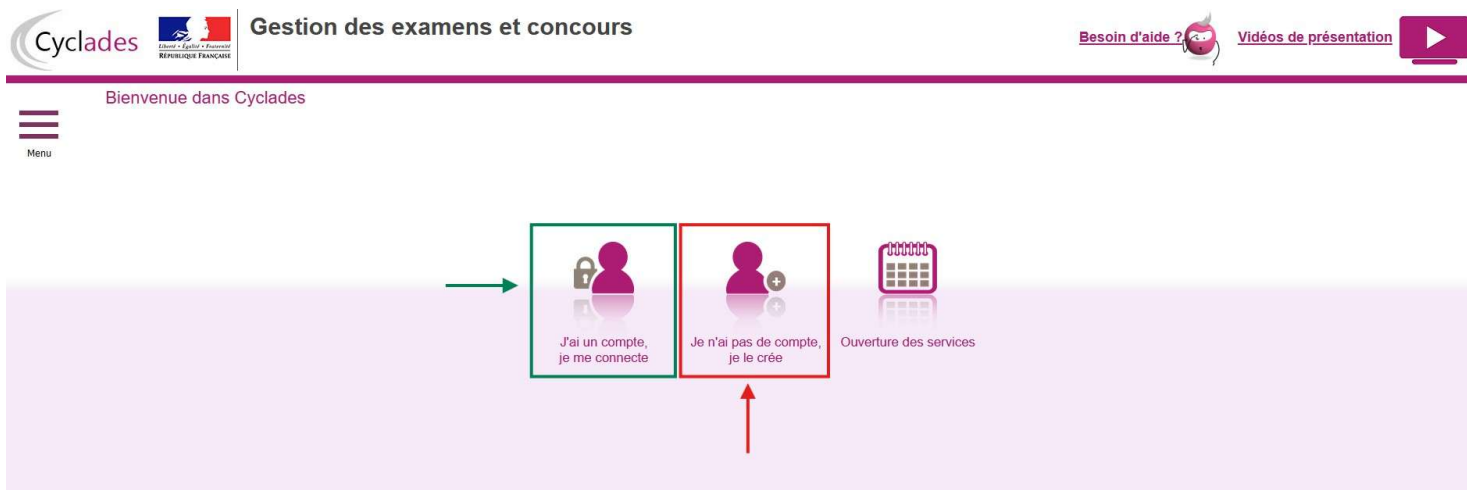 Cyclades
Liberté • Égalité • Fraternité
RÉPUBLIQUE FRANÇAISE
Gestion des examens et concours
Besoin d'aide ?
Vidéos de présentation
Menu
Bienvenue dans Cyclades
J'ai un compte,
je me connecte
Je n'ai pas de compte,
je le crée
Ouverture des services